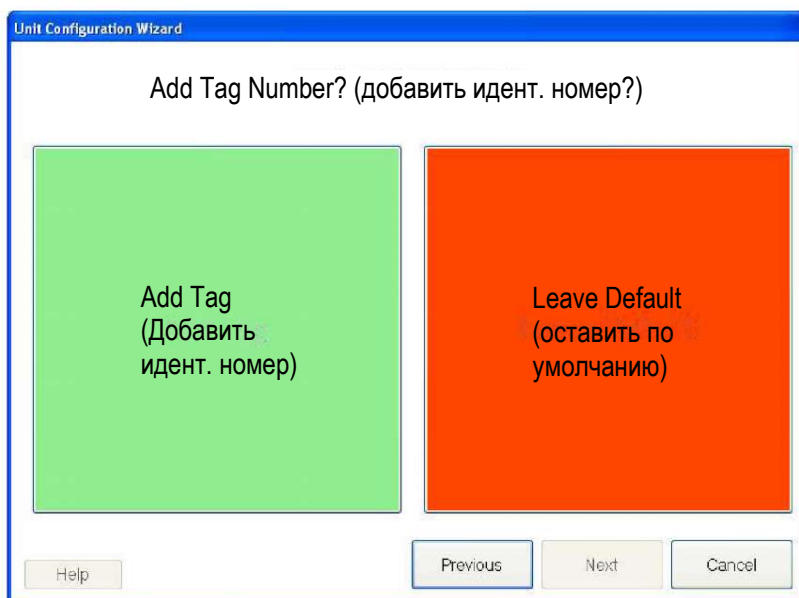 Unit Configuration Wizard
Add Tag Number? (добавить идент. номер?)
Add Tag
(Добавить
идент. номер)
Leave Default
(оставить по
умолчанию)
Help
Previous
Next
Cancel